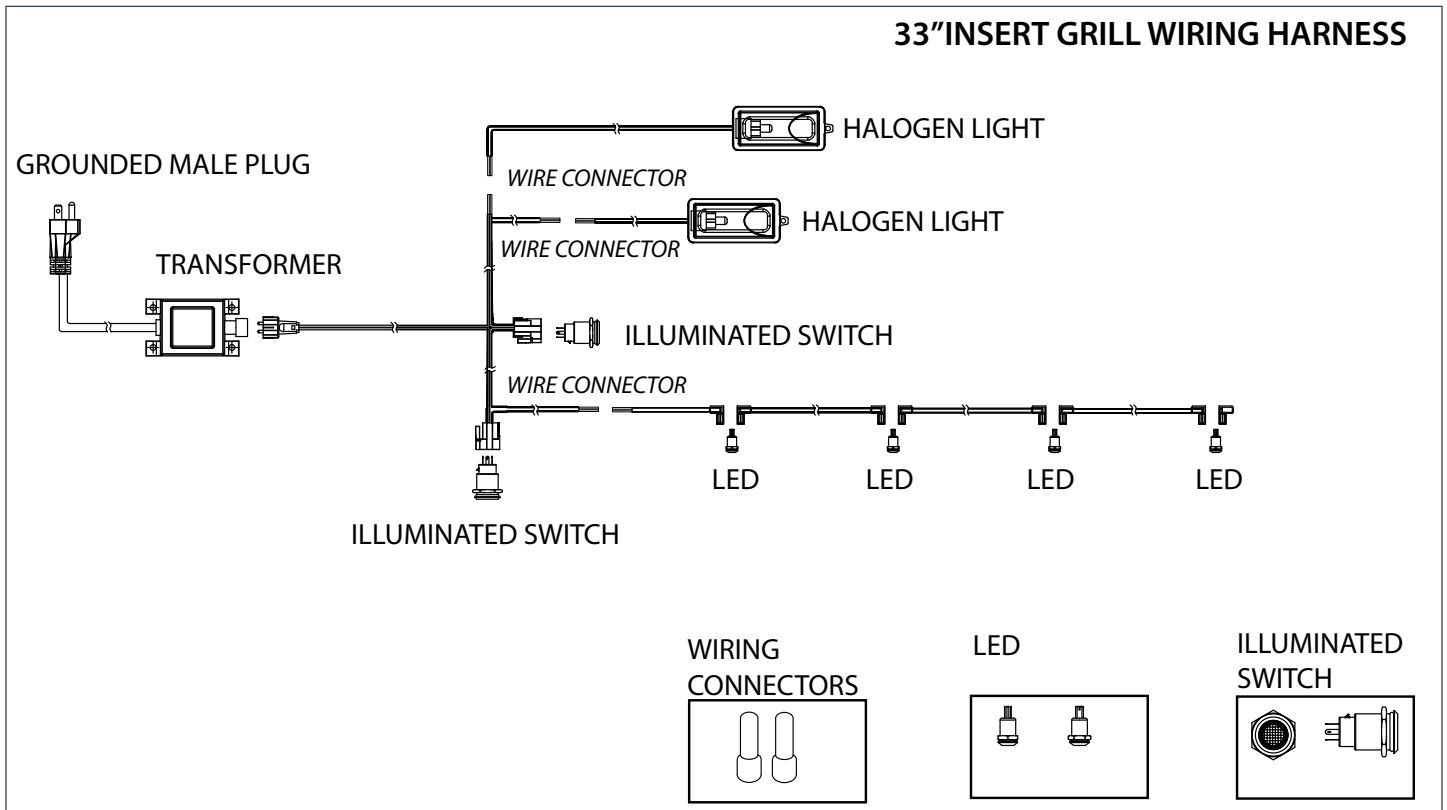 33”INSERT GRILL WIRING HARNESS
HALOGEN LIGHT
GROUNDED MALE PLUG
WIRE CONNECTOR
HALOGEN LIGHT
WIRE CONNECTOR
TRANSFORMER
ILLUMINATED SWITCH
WIRE CONNECTOR
LED
LED
LED
LED
ILLUMINATED SWITCH
WIRING
CONNECTORS
LED
ILLUMINATED
SWITCH